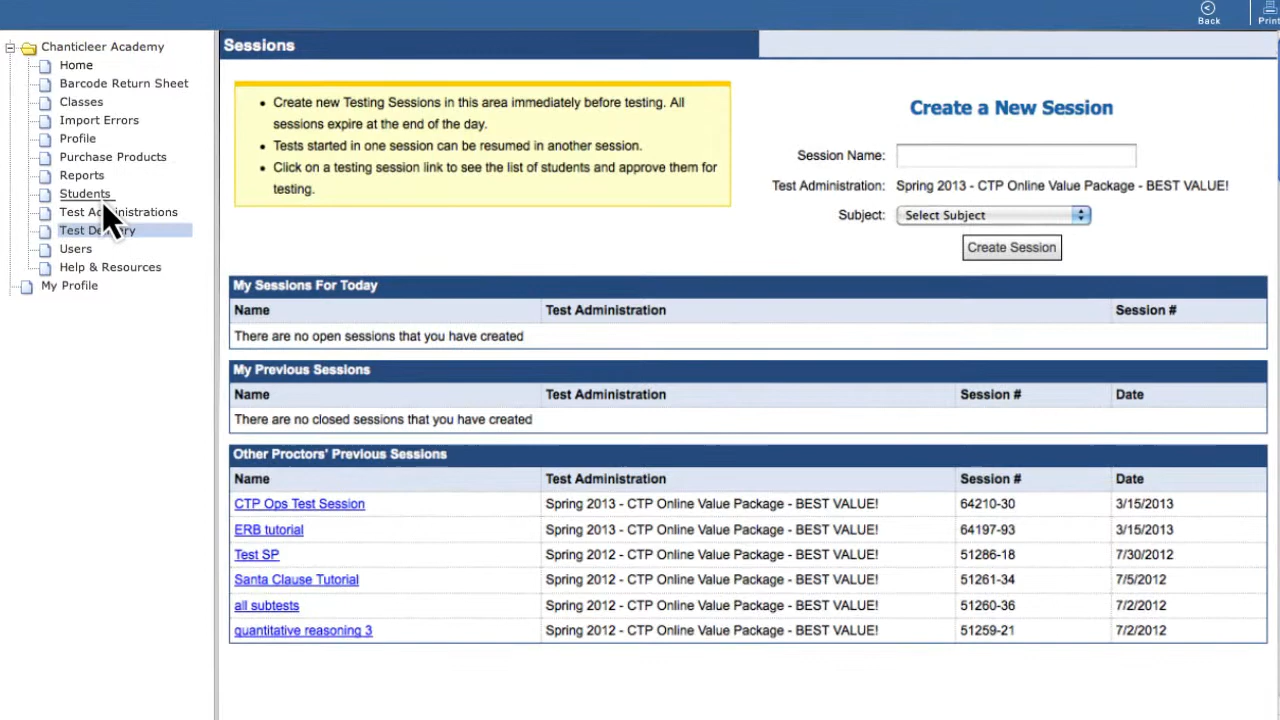 Back
Print
Chanticleer Academy
Home
Barcode Return Sheet
Classes
Import Errors
Profile
Purchase Products
Reports
Students
Test Administrations
Test Delivery
Users
Help & Resources
My Profile
Sessions
• Create new Testing Sessions in this area immediately before testing. All
sessions expire at the end of the day.
• Tests started in one session can be resumed in another session.
• Click on a testing session link to see the list of students and approve them for
testing.
Create a New Session
Session Name:
Test Administration: Spring 2013 - CTP Online Value Package - BEST VALUE!
Subject: Select Subject
Create Session
My Sessions For Today
Name Test Administration Session #
There are no open sessions that you have created
My Previous Sessions
Name Test Administration Session # Date
There are no closed sessions that you have created
Other Proctors' Previous Sessions
Name Test Administration Session # Date
CTP Ops Test Session Spring 2013 - CTP Online Value Package - BEST VALUE! 64210-30 3/15/2013
ERB tutorial Spring 2013 - CTP Online Value Package - BEST VALUE! 64197-93 3/15/2013
Test SP Spring 2012 - CTP Online Value Package - BEST VALUE! 51286-18 7/30/2012
Santa Clause Tutorial Spring 2012 - CTP Online Value Package - BEST VALUE! 51261-34 7/5/2012
all subtests Spring 2012 - CTP Online Value Package - BEST VALUE! 51260-36 7/2/2012
quantitative reasoning 3 Spring 2012 - CTP Online Value Package - BEST VALUE! 51259-21 7/2/2012